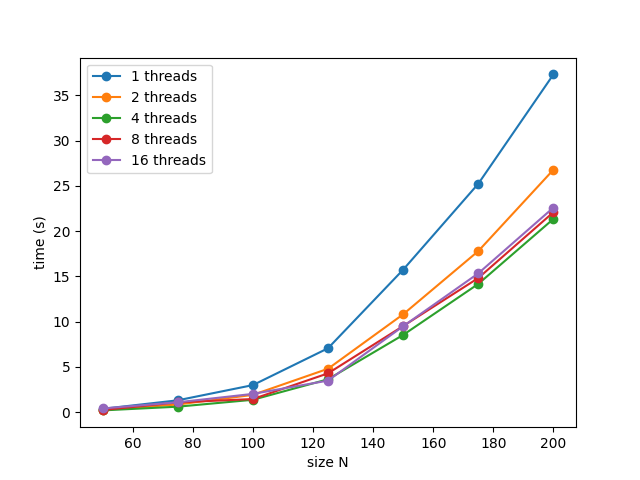 1 threads
2 threads
4 threads
8 threads
16 threads
time (s)
35
30
25
20
15
10
5
0
60 80 100 120 140 160 180 200
size N